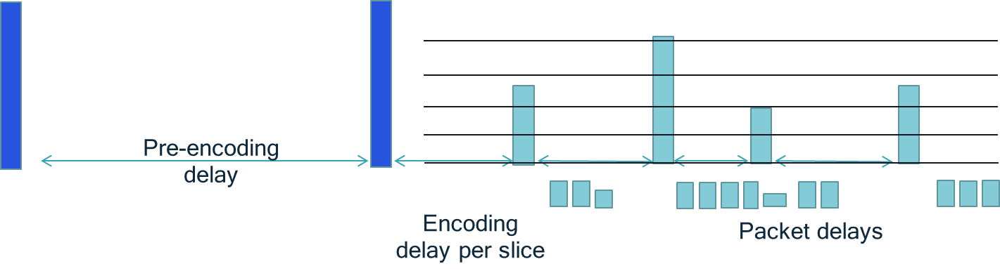 Pre-encoding
delay
Encoding
delay per slice
Packet delays